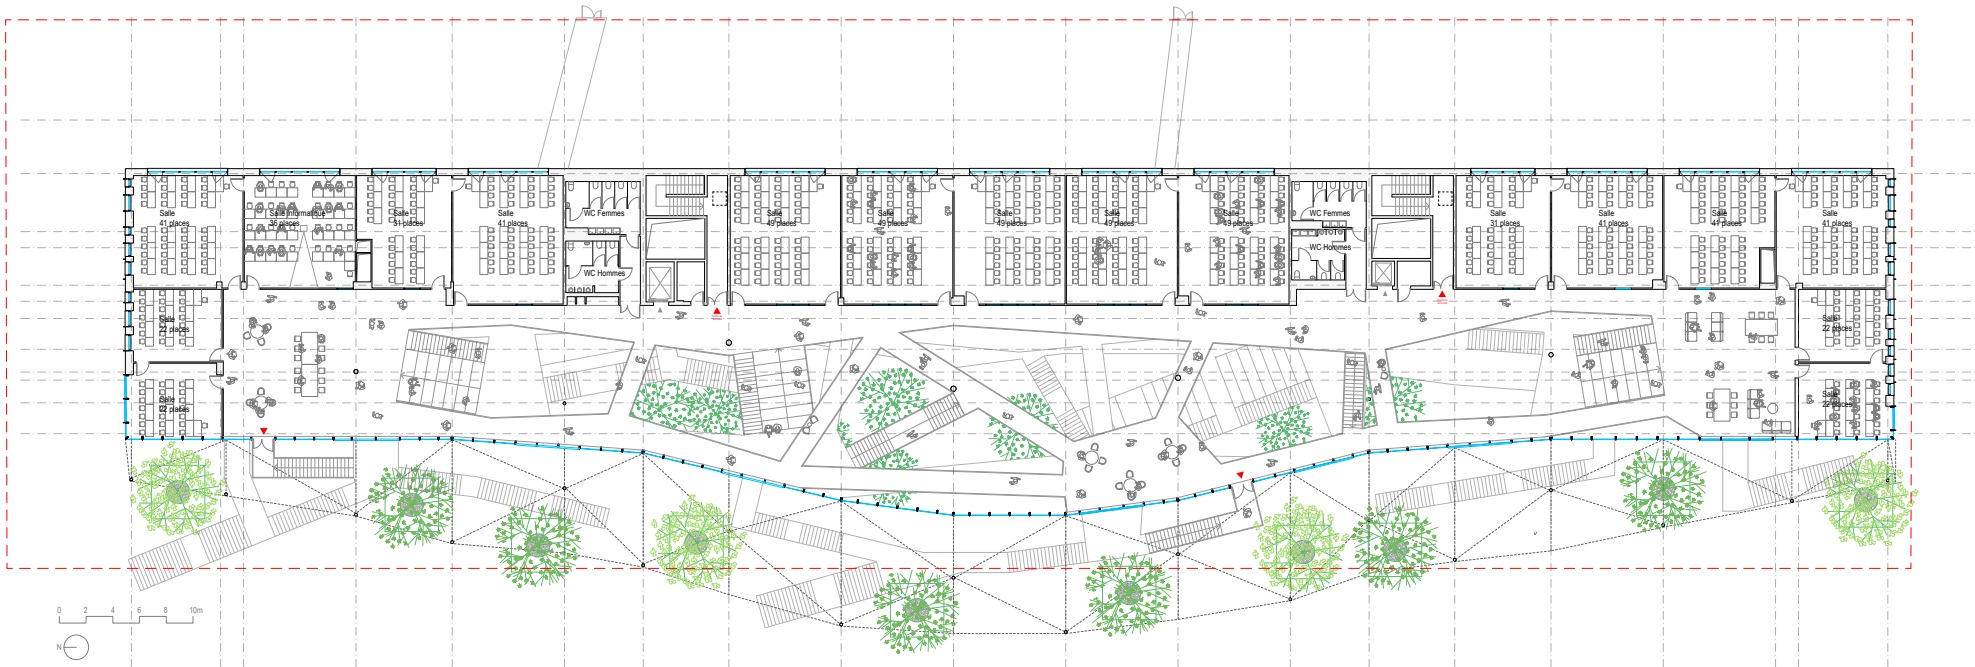 Salle
41 places
Salle Informatique
36 places
Salle
31 places
Salle
41 places
WC Femmes
WC Hommes
Salle
49 places
Salle
49 places
Salle
49 places
Salle
49 places
Salle
49 places
WC Femmes
WC Hommes
Salle
31 places
Salle
41 places
Salle
41 places
Salle
41 places
Salle
22 places
Salle
22 places
Salle
22 places
Salle
22 places
0 2 4 6 8 10m
N